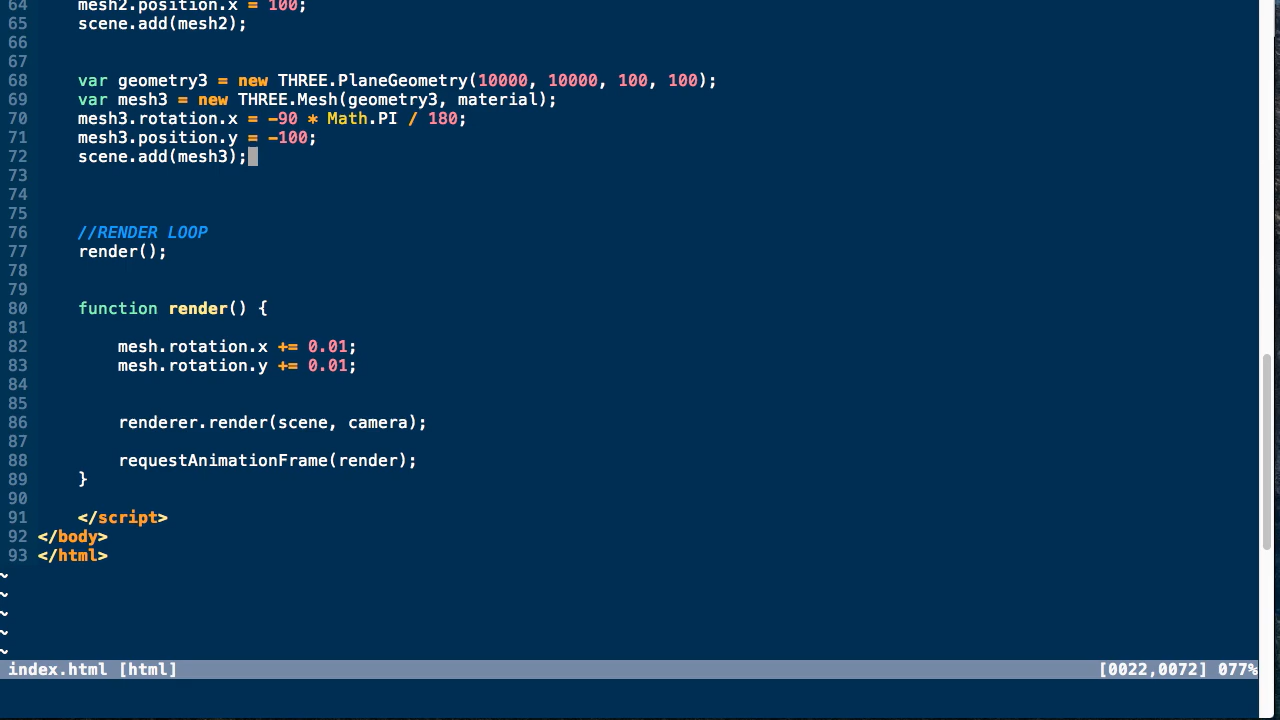 64 mesh2.position.x = 100;
65 scene.add(mesh2);
66
67
68 var geometry3 = new THREE.PlaneGeometry(10000, 10000, 100, 100);
69 var mesh3 = new THREE.Mesh(geometry3, material);
70 mesh3.rotation.x = -90 * Math.PI / 180;
71 mesh3.position.y = -100;
72 scene.add(mesh3);
73
74
75
76 //RENDER LOOP
77 render();
78
79
80 function render() {
81
82 mesh.rotation.x += 0.01;
83 mesh.rotation.y += 0.01;
84
85
86 renderer.render(scene, camera);
87
88 requestAnimationFrame(render);
89 }
90
91 </script>
92 </body>
93 </html>
~
~
~
~
~
index.html [html] [0022,0072] 077%